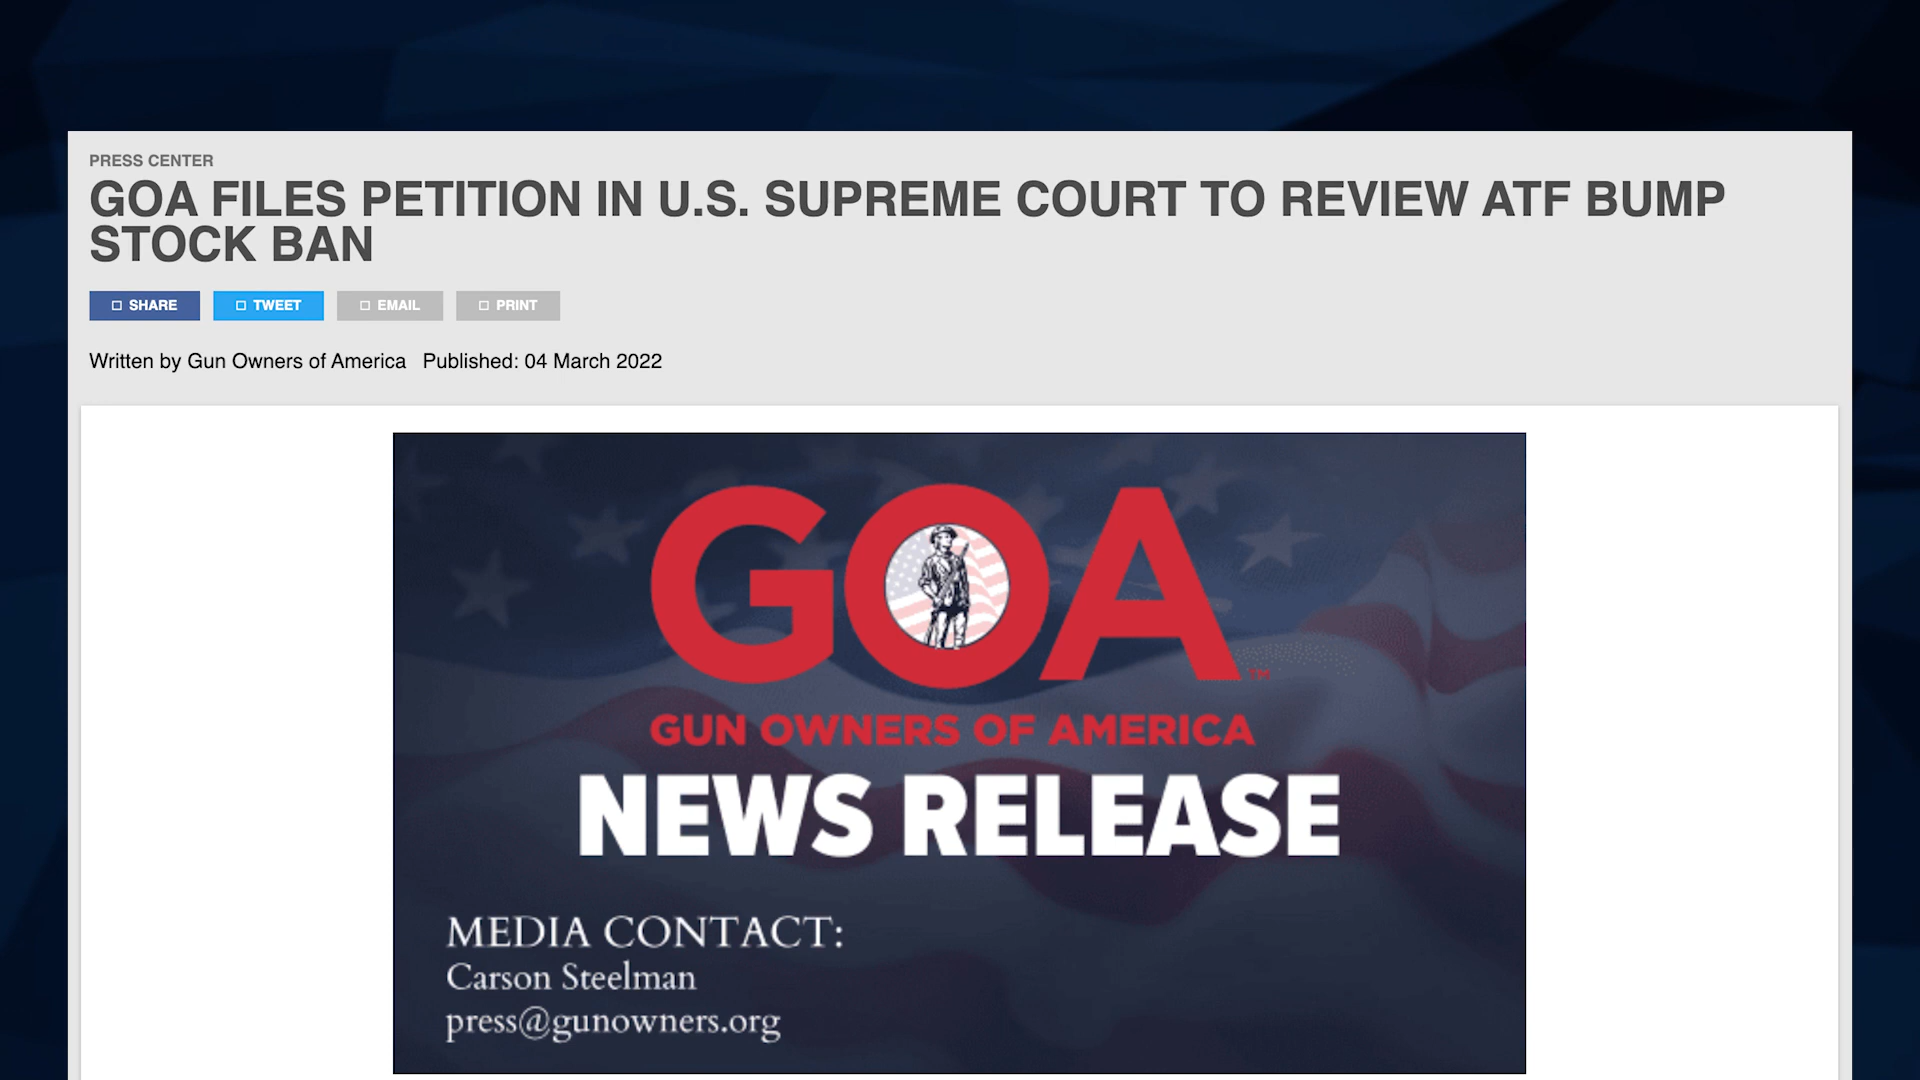 PRESS CENTER
GOA FILES PETITION IN U.S. SUPREME COURT TO REVIEW ATF BUMP
STOCK BAN
SHARE TWEET EMAIL PRINT
Written by Gun Owners of America Published: 04 March 2022
GOA™
GUN OWNERS OF AMERICA
NEWS RELEASE
MEDIA CONTACT:
Carson Steelman
press@gunowners.org